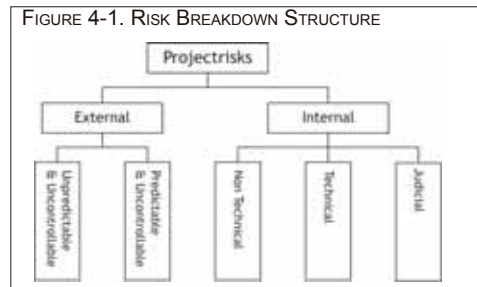 FIGURE 4-1. RISK BREAKDOWN STRUCTURE
Projectrisks
External
Internal
Unpredictable
& Uncontrollable
Predictable
& Uncontrollable
Non Technical
Technical
Judicial